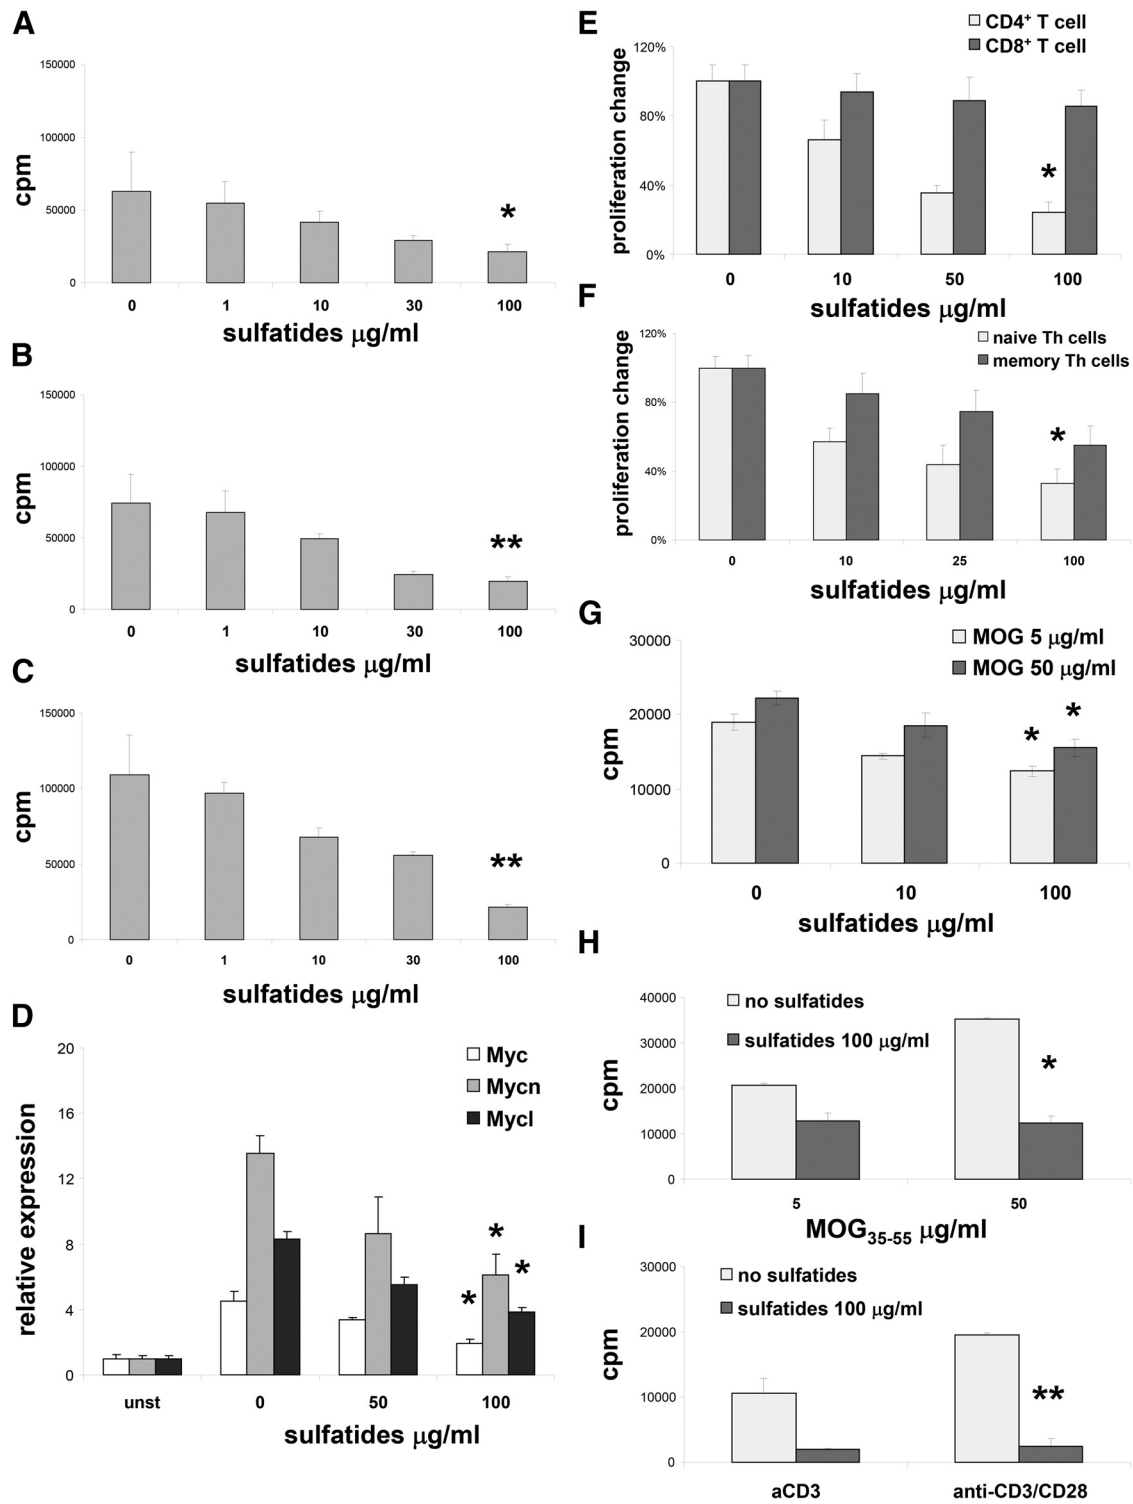 A
150000
100000
50000
0
cpm
*
0 1 10 30 100
sulfatides μg/ml
B
150000
100000
50000
0
cpm
**
0 1 10 30 100
sulfatides μg/ml
C
150000
100000
50000
0
cpm
**
0 1 10 30 100
sulfatides μg/ml
D
20
16
12
8
4
0
relative expression
Myc
Mycn
Mycl
* * *
unst 0 50 100
sulfatides μg/ml
E
CD4⁺ T cell
CD8⁺ T cell
120%
80%
40%
0%
proliferation change
*
0 10 50 100
sulfatides μg/ml
F
naive Th cells
memory Th cells
120%
80%
40%
0%
proliferation change
*
0 10 25 100
sulfatides μg/ml
G
MOG 5 μg/ml
MOG 50 μg/ml
30000
20000
10000
0
cpm
* *
0 10 100
sulfatides μg/ml
H
no sulfatides
sulfatides 100 μg/ml
40000
30000
20000
10000
0
cpm
*
5 50
MOG₃₅₋₅₅ μg/ml
I
no sulfatides
sulfatides 100 μg/ml
30000
20000
10000
0
cpm
**
aCD3 anti-CD3/CD28